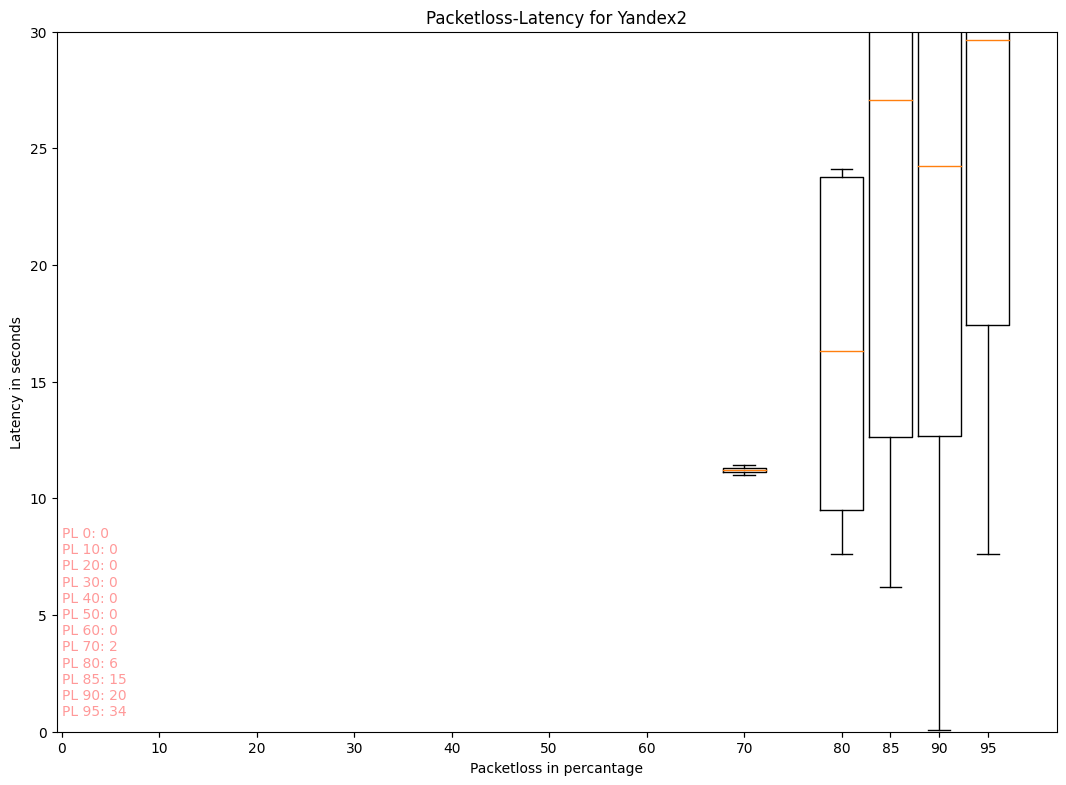 Packetloss-Latency for Yandex2
Latency in seconds
30
25
20
15
10
5
0
PL 0: 0
PL 10: 0
PL 20: 0
PL 30: 0
PL 40: 0
PL 50: 0
PL 60: 0
PL 70: 2
PL 80: 6
PL 85: 15
PL 90: 20
PL 95: 34
0 10 20 30 40 50 60 70 80 85 90 95
Packetloss in percantage